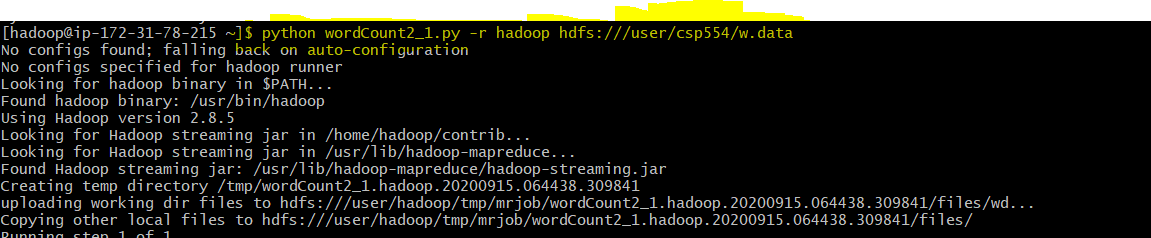 [hadoop@ip-172-31-78-215 ~]$ python wordCount2_1.py -r hadoop hdfs:///user/csp554/w.data
No configs found; falling back on auto-configuration
No configs specified for hadoop runner
Looking for hadoop binary in $PATH...
Found hadoop binary: /usr/bin/hadoop
Using Hadoop version 2.8.5
Looking for Hadoop streaming jar in /home/hadoop/contrib...
Looking for Hadoop streaming jar in /usr/lib/hadoop-mapreduce...
Found Hadoop streaming jar: /usr/lib/hadoop-mapreduce/hadoop-streaming.jar
Creating temp directory /tmp/wordCount2_1.hadoop.20200915.064438.309841
uploading working dir files to hdfs:///user/hadoop/tmp/mrjob/wordCount2_1.hadoop.20200915.064438.309841/files/wd...
Copying other local files to hdfs:///user/hadoop/tmp/mrjob/wordCount2_1.hadoop.20200915.064438.309841/files/
Running step 1 of 1